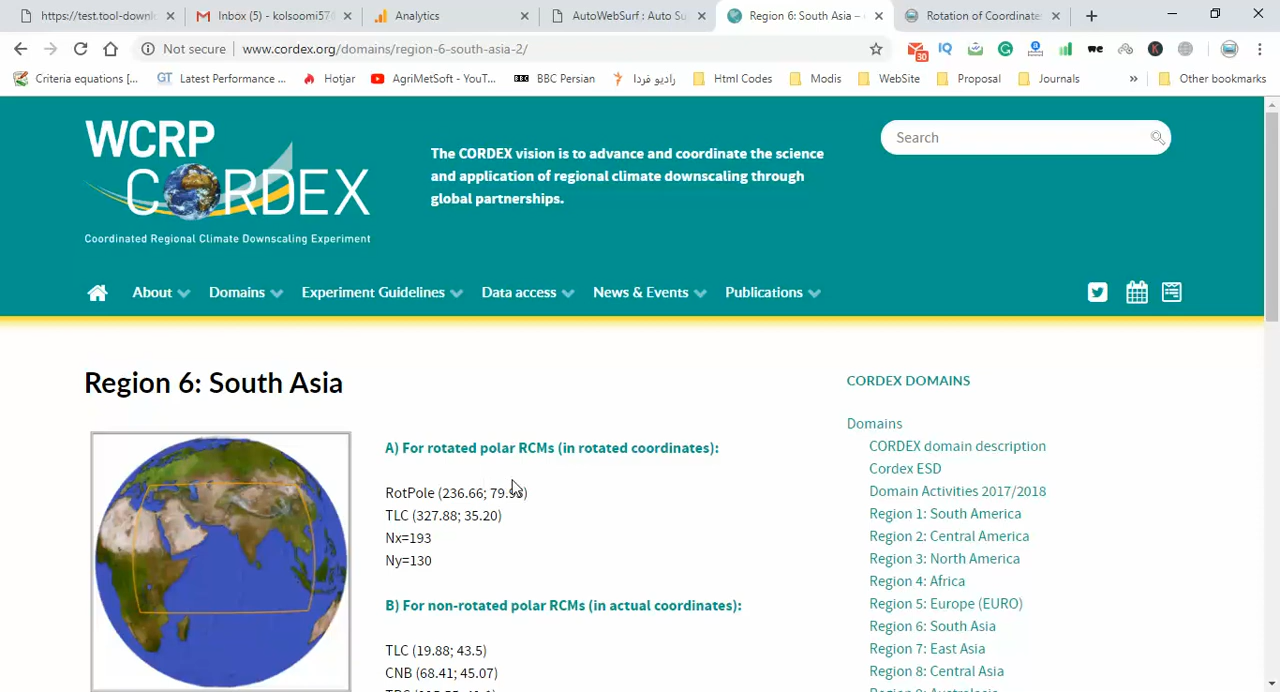 https://test.tool-downl
Inbox (5) - kolsoomi57
Analytics
AutoWebSurf : Auto Su
Region 6: South Asia –
Rotation of Coordinate
Not secure
www.cordex.org/domains/region-6-south-asia-2/
30
Criteria equations [...
GT Latest Performance ...
Hotjar
AgriMetSoft - YouT...
BBC BBC Persian
رادیو فردا
Html Codes
Modis
WebSite
Proposal
Journals
Other bookmarks
WCRP
CORDEX
Coordinated Regional Climate Downscaling Experiment
The CORDEX vision is to advance and coordinate the science
and application of regional climate downscaling through
global partnerships.
Search
About
Domains
Experiment Guidelines
Data access
News & Events
Publications
Region 6: South Asia
A) For rotated polar RCMs (in rotated coordinates):
RotPole (236.66; 79.95)
TLC (327.88; 35.20)
Nx=193
Ny=130
B) For non-rotated polar RCMs (in actual coordinates):
TLC (19.88; 43.5)
CNB (68.41; 45.07)
CORDEX DOMAINS
Domains
CORDEX domain description
Cordex ESD
Domain Activities 2017/2018
Region 1: South America
Region 2: Central America
Region 3: North America
Region 4: Africa
Region 5: Europe (EURO)
Region 6: South Asia
Region 7: East Asia
Region 8: Central Asia
Region 9: Australasia